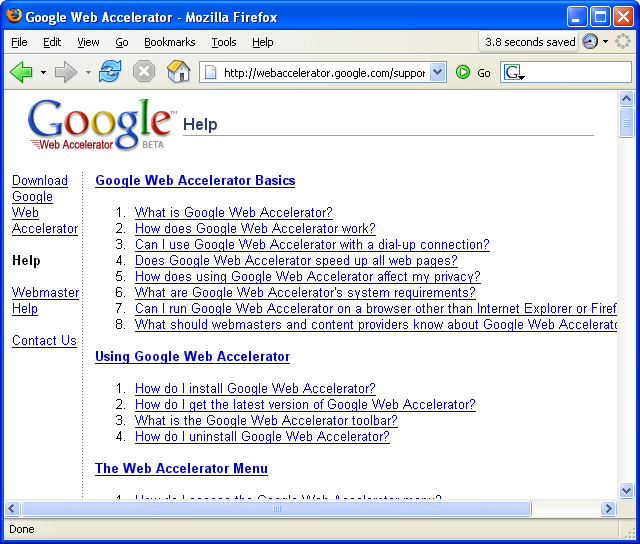 Google Web Accelerator - Mozilla Firefox
File Edit View Go Bookmarks Tools Help
3.8 seconds saved
http://webaccelerator.google.com/suppor
Go
G
Google™
Web Accelerator BETA
Help
Download
Google
Web
Accelerator
Help
Webmaster
Help
Contact Us
Google Web Accelerator Basics
1. What is Google Web Accelerator?
2. How does Google Web Accelerator work?
3. Can I use Google Web Accelerator with a dial-up connection?
4. Does Google Web Accelerator speed up all web pages?
5. How does using Google Web Accelerator affect my privacy?
6. What are Google Web Accelerator's system requirements?
7. Can I run Google Web Accelerator on a browser other than Internet Explorer or Firef
8. What should webmasters and content providers know about Google Web Accelerato
Using Google Web Accelerator
1. How do I install Google Web Accelerator?
2. How do I get the latest version of Google Web Accelerator?
3. What is the Google Web Accelerator toolbar?
4. How do I uninstall Google Web Accelerator?
The Web Accelerator Menu
1. How do I access the Google Web Accelerator menu?
Done